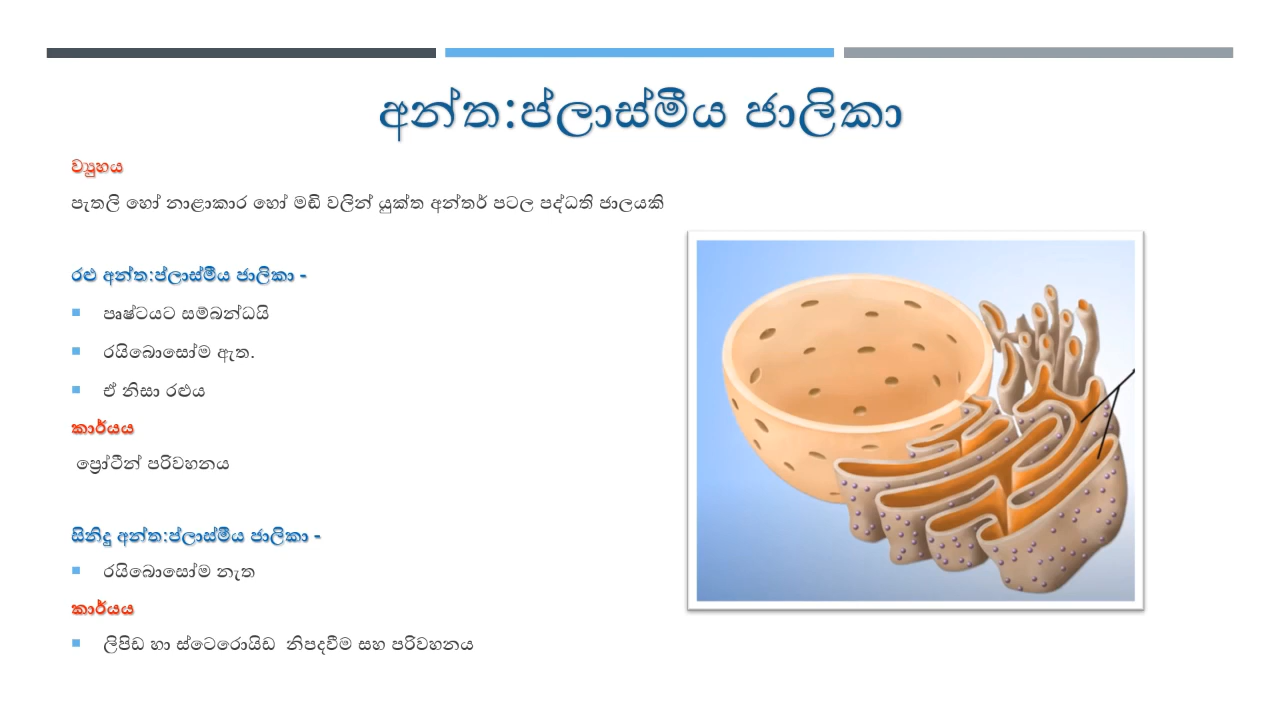 අන්ත:ප්ලාස්මීය ජාලිකා
ව්‍යුහය
පැතලි හෝ නාළාකාර හෝ මඩි වලින් යුක්ත අන්තර් පටල පද්ධති ජාලයකි
රළු අන්ත:ප්ලාස්මීය ජාලිකා -
පෘෂ්ටයට සම්බන්ධයි
රයිබොසෝම ඇත.
ඒ නිසා රළුය
කාර්යය
ප්‍රෝටීන් පරිවහනය
සිනිදු අන්ත:ප්ලාස්මීය ජාලිකා -
රයිබොසෝම නැත
කාර්යය
ලිපිඩ හා ස්ටෙරොයිඩ නිපදවීම සහ පරිවහනය